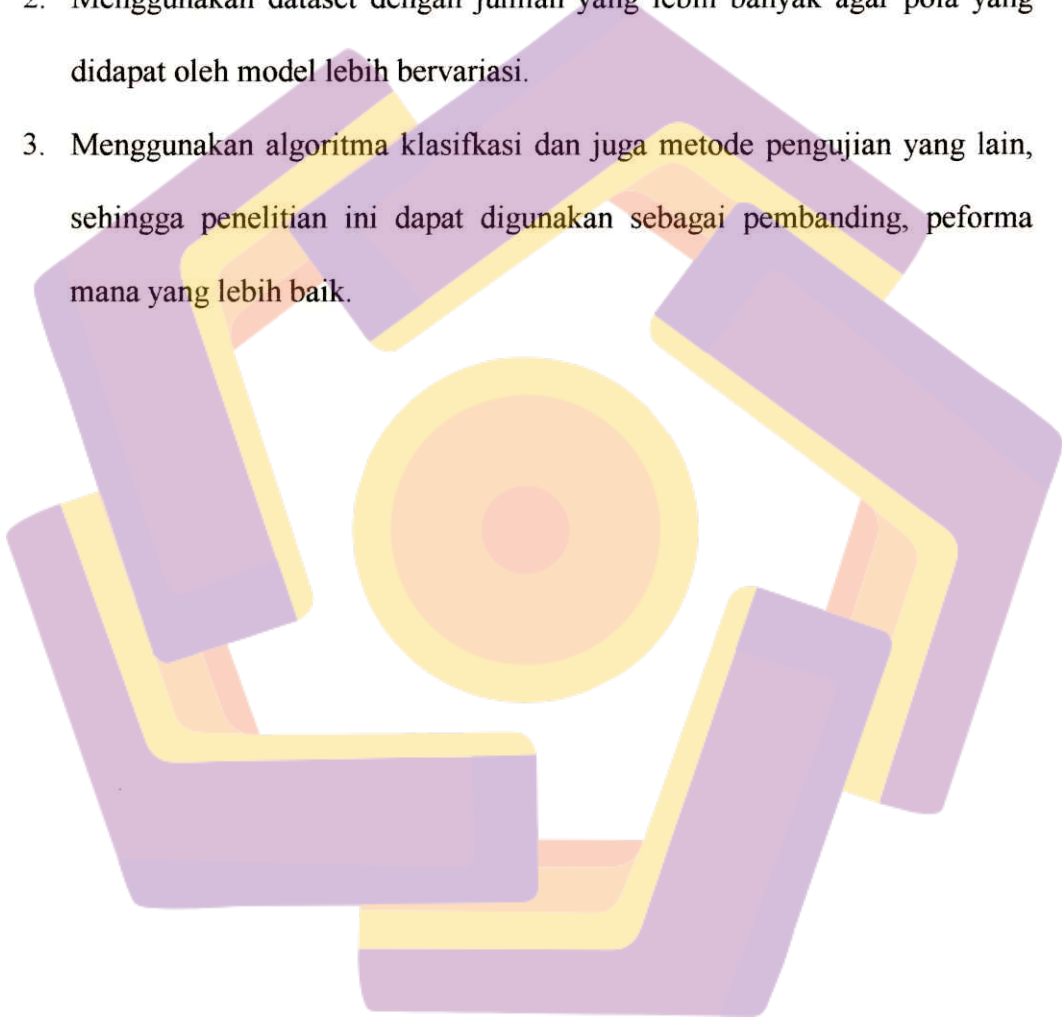 2. Menggunakan dataset dengan jumlah yang lebih banyak agar pola yang
didapat oleh model lebih bervariasi.
3. Menggunakan algoritma klasifkasi dan juga metode pengujian yang lain,
sehingga penelitian ini dapat digunakan sebagai pembanding, peforma
mana yang lebih baik.